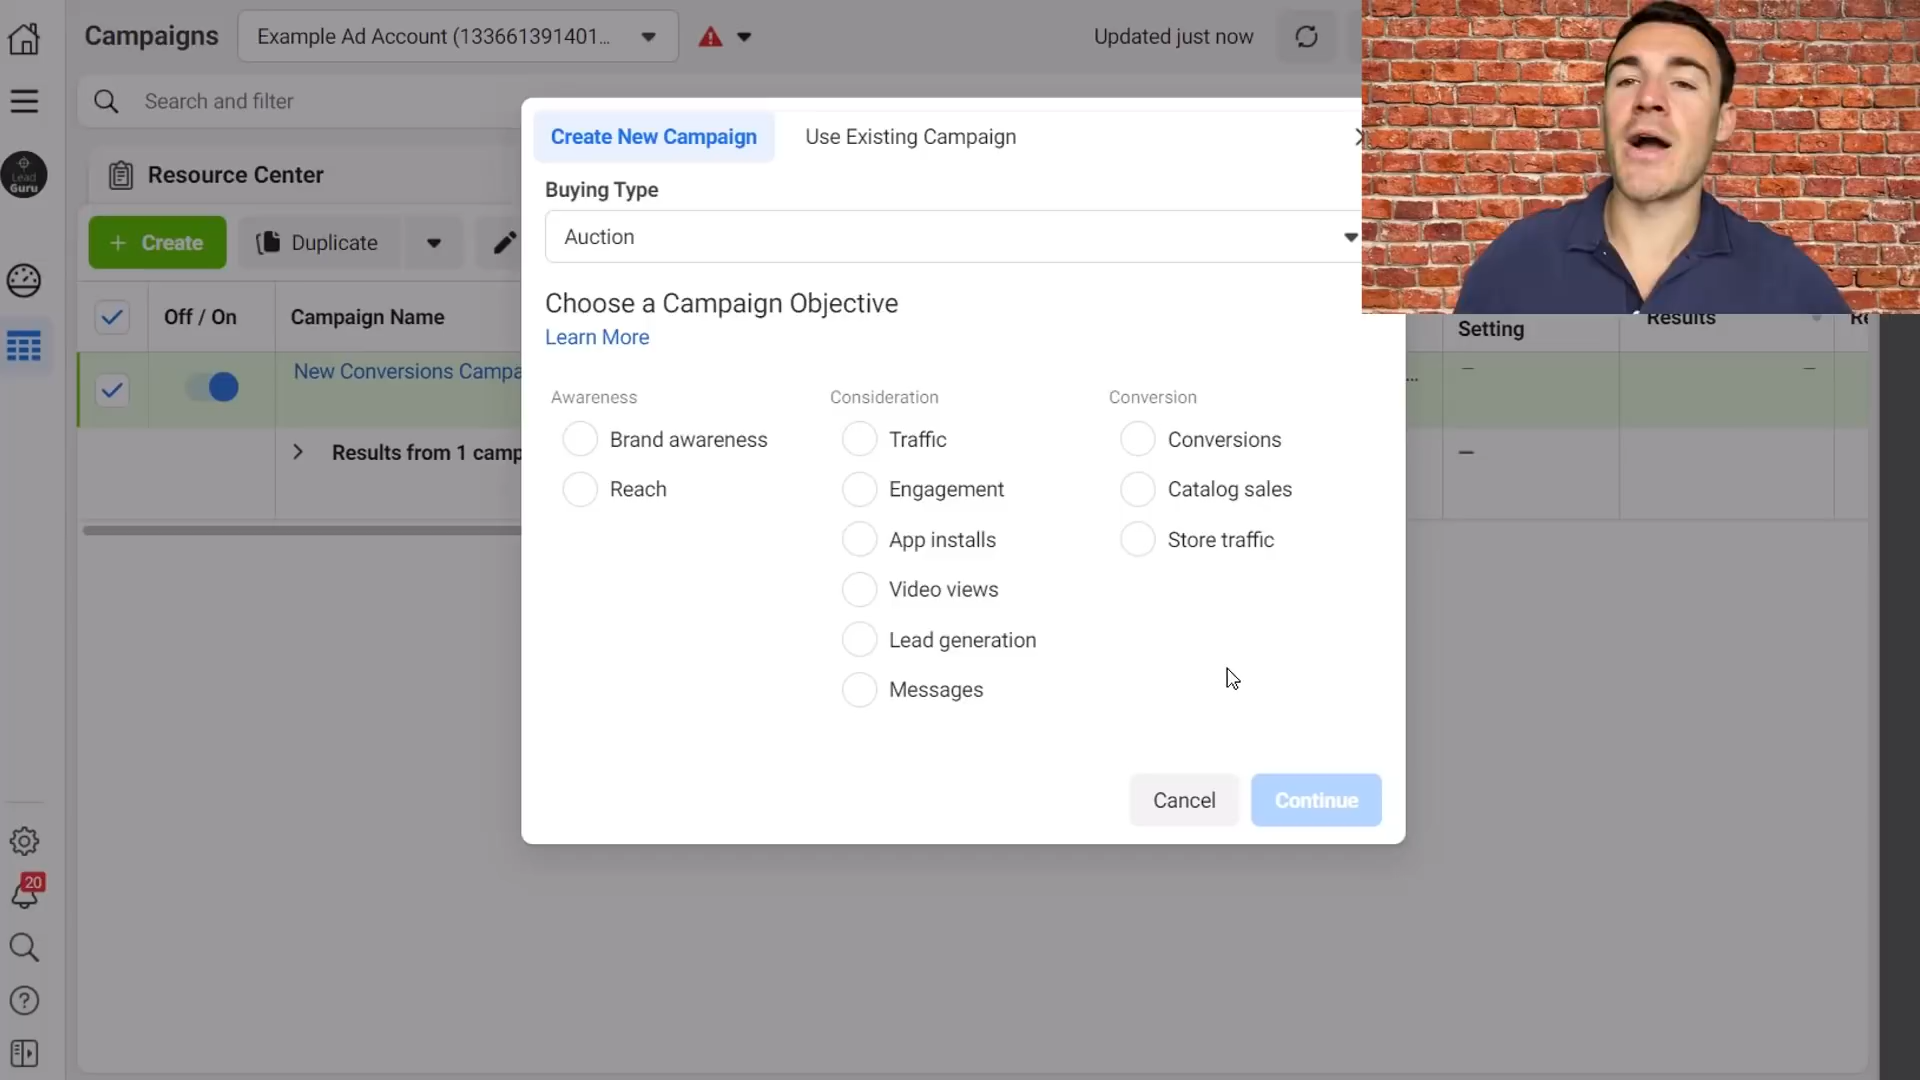 Campaigns
Example Ad Account (133661391401...
Updated just now
Search and filter
Lead
Guru
Resource Center
+ Create
Duplicate
Off / On
Campaign Name
New Conversions Campa
Results from 1 camp
20
Create New Campaign
Use Existing Campaign
Buying Type
Auction
Choose a Campaign Objective
Learn More
Awareness
Brand awareness
Reach
Consideration
Traffic
Engagement
App installs
Video views
Lead generation
Messages
Conversion
Conversions
Catalog sales
Store traffic
Cancel
Continue
Setting
Results